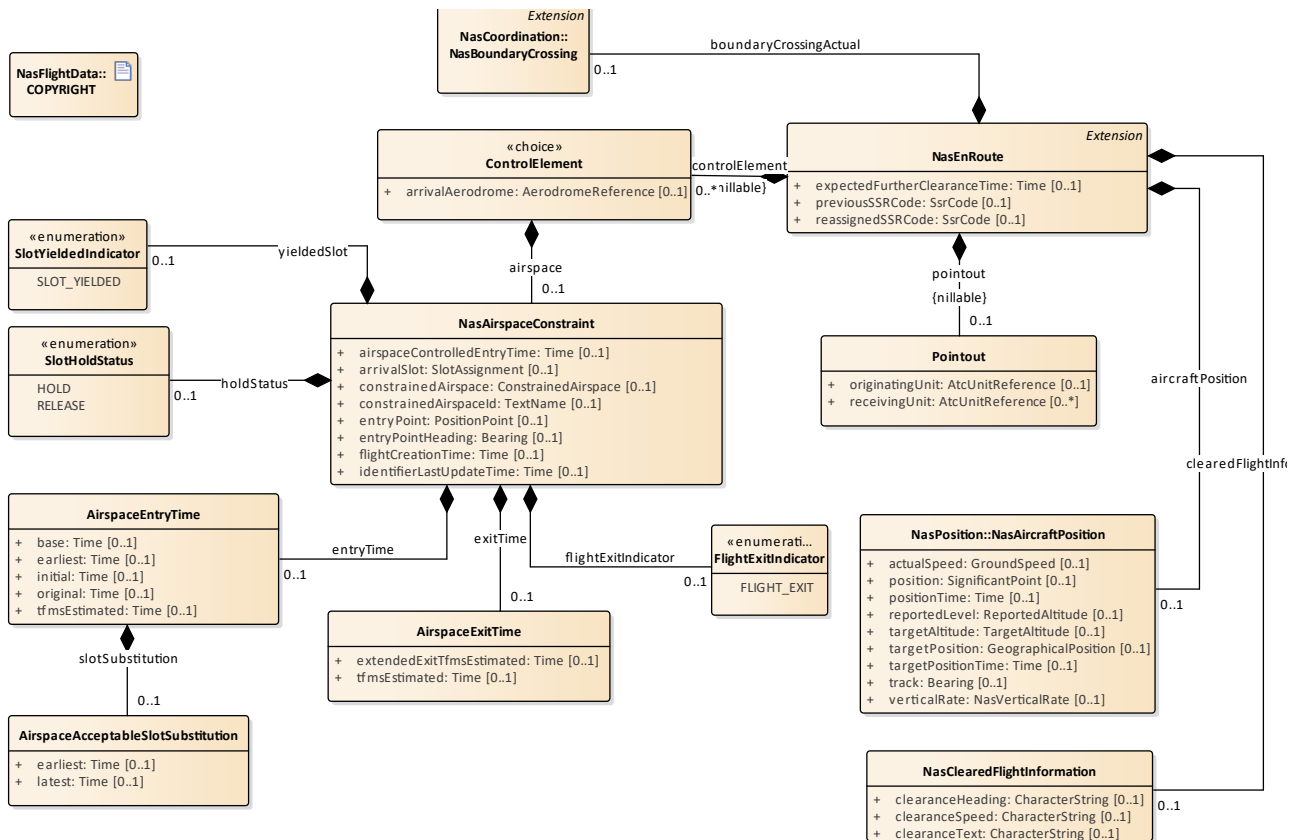 Extension
NasCoordination::
NasBoundaryCrossing
boundaryCrossingActual
0..1
NasFlightData::
COPYRIGHT
«choice»
ControlElement
+ arrivalAerodrome: AerodromeReference [0..1]
controlElement
0..*
nillable}
Extension
NasEnRoute
+ expectedFurtherClearanceTime: Time [0..1]
+ previousSSRCode: SsrCode [0..1]
+ reassignedSSRCode: SsrCode [0..1]
«enumeration»
SlotYieldedIndicator
SLOT_YIELDED
0..1
yieldedSlot
airspace
0..1
pointout
{nillable}
0..1
«enumeration»
SlotHoldStatus
HOLD
RELEASE
holdStatus
0..1
NasAirspaceConstraint
+ airspaceControlledEntryTime: Time [0..1]
+ arrivalSlot: SlotAssignment [0..1]
+ constrainedAirspace: ConstrainedAirspace [0..1]
+ constrainedAirspaceId: TextName [0..1]
+ entryPoint: PositionPoint [0..1]
+ entryPointHeading: Bearing [0..1]
+ flightCreationTime: Time [0..1]
+ identifierLastUpdateTime: Time [0..1]
Pointout
+ originatingUnit: AtcUnitReference [0..1]
+ receivingUnit: AtcUnitReference [0..*]
aircraftPosition
clearedFlightInf
AirspaceEntryTime
+ base: Time [0..1]
+ earliest: Time [0..1]
+ initial: Time [0..1]
+ original: Time [0..1]
+ tfmsEstimated: Time [0..1]
entryTime
0..1
exitTime
0..1
flightExitIndicator
0..1
«enumerati...
FlightExitIndicator
FLIGHT_EXIT
NasPosition::NasAircraftPosition
+ actualSpeed: GroundSpeed [0..1]
+ position: SignificantPoint [0..1]
+ positionTime: Time [0..1]
+ reportedLevel: ReportedAltitude [0..1]
+ targetAltitude: TargetAltitude [0..1]
+ targetPosition: GeographicalPosition [0..1]
+ targetPositionTime: Time [0..1]
+ track: Bearing [0..1]
+ verticalRate: NasVerticalRate [0..1]
0..1
AirspaceExitTime
+ extendedExitTfmsEstimated: Time [0..1]
+ tfmsEstimated: Time [0..1]
slotSubstitution
0..1
AirspaceAcceptableSlotSubstitution
+ earliest: Time [0..1]
+ latest: Time [0..1]
NasClearedFlightInformation
+ clearanceHeading: CharacterString [0..1]
+ clearanceSpeed: CharacterString [0..1]
+ clearanceText: CharacterString [0..1]
0..1